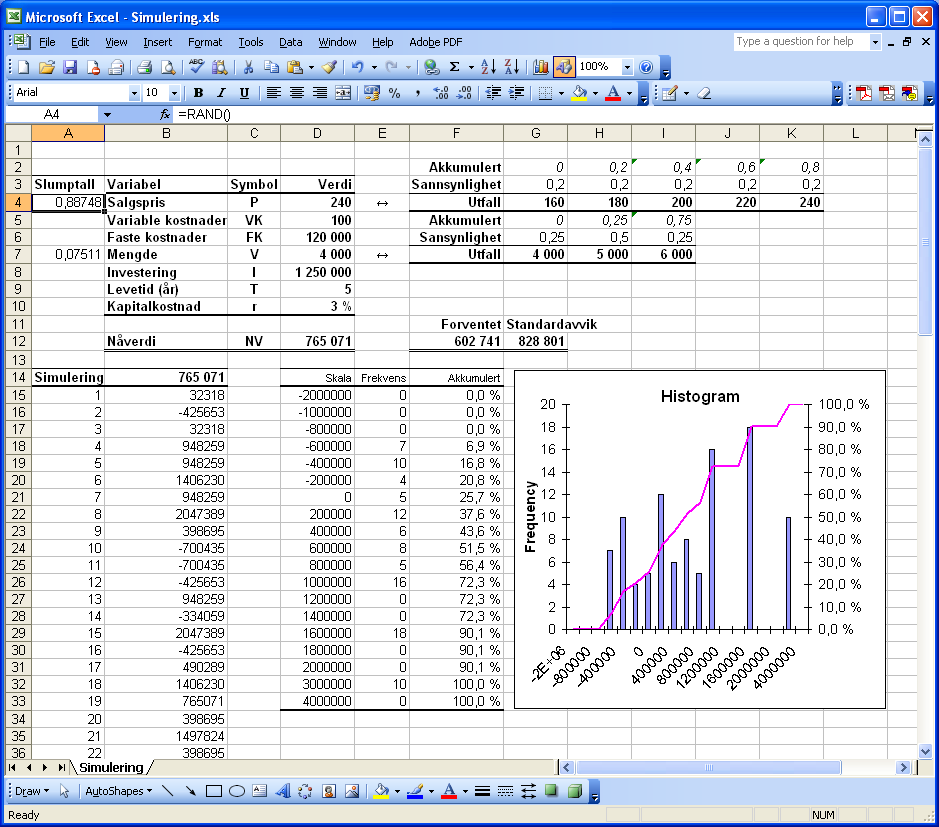 Microsoft Excel - Simulering.xls
File Edit View Insert Format Tools Data Window Help Adobe PDF Type a question for help
100%
Arial 10 B I U
A4 fx =RAND()
A B C D E F G H I J K L
1
2 Akkumulert 0 0,2 0,4 0,6 0,8
3 Slumptall Variabel Symbol Verdi Sannsynlighet 0,2 0,2 0,2 0,2 0,2
4 0,88748 Salgspris P 240 ↔ Utfall 160 180 200 220 240
5 Variable kostnader VK 100 Akkumulert 0 0,25 0,75
6 Faste kostnader FK 120 000 Sansynlighet 0,25 0,5 0,25
7 0,07511 Mengde V 4 000 ↔ Utfall 4 000 5 000 6 000
8 Investering I 1 250 000
9 Levetid (år) T 5
10 Kapitalkostnad r 3 %
11 Forventet Standardavvik
12 Nåverdi NV 765 071 602 741 828 801
13
14 Simulering 765 071 Skala Frekvens Akkumulert
15 1 32318 -2000000 0 0,0 %
16 2 -425653 -1000000 0 0,0 %
17 3 32318 -800000 0 0,0 %
18 4 948259 -600000 7 6,9 %
19 5 948259 -400000 10 16,8 %
20 6 1406230 -200000 4 20,8 %
21 7 948259 0 5 25,7 %
22 8 2047389 200000 12 37,6 %
23 9 398695 400000 6 43,6 %
24 10 -700435 600000 8 51,5 %
25 11 -700435 800000 5 56,4 %
26 12 -425653 1000000 16 72,3 %
27 13 948259 1200000 0 72,3 %
28 14 -334059 1400000 0 72,3 %
29 15 2047389 1600000 18 90,1 %
30 16 -425653 1800000 0 90,1 %
31 17 490289 2000000 0 90,1 %
32 18 1406230 3000000 10 100,0 %
33 19 765071 4000000 0 100,0 %
34 20 398695
35 21 1497824
36 22 398695
Histogram
Frequency
20
18
16
14
12
10
8
6
4
2
0
100,0 %
90,0 %
80,0 %
70,0 %
60,0 %
50,0 %
40,0 %
30,0 %
20,0 %
10,0 %
0,0 %
-2E+06 -800000 -400000 0 400000 800000 1200000 1600000 2000000 4000000
Simulering
Draw AutoShapes
Ready NUM